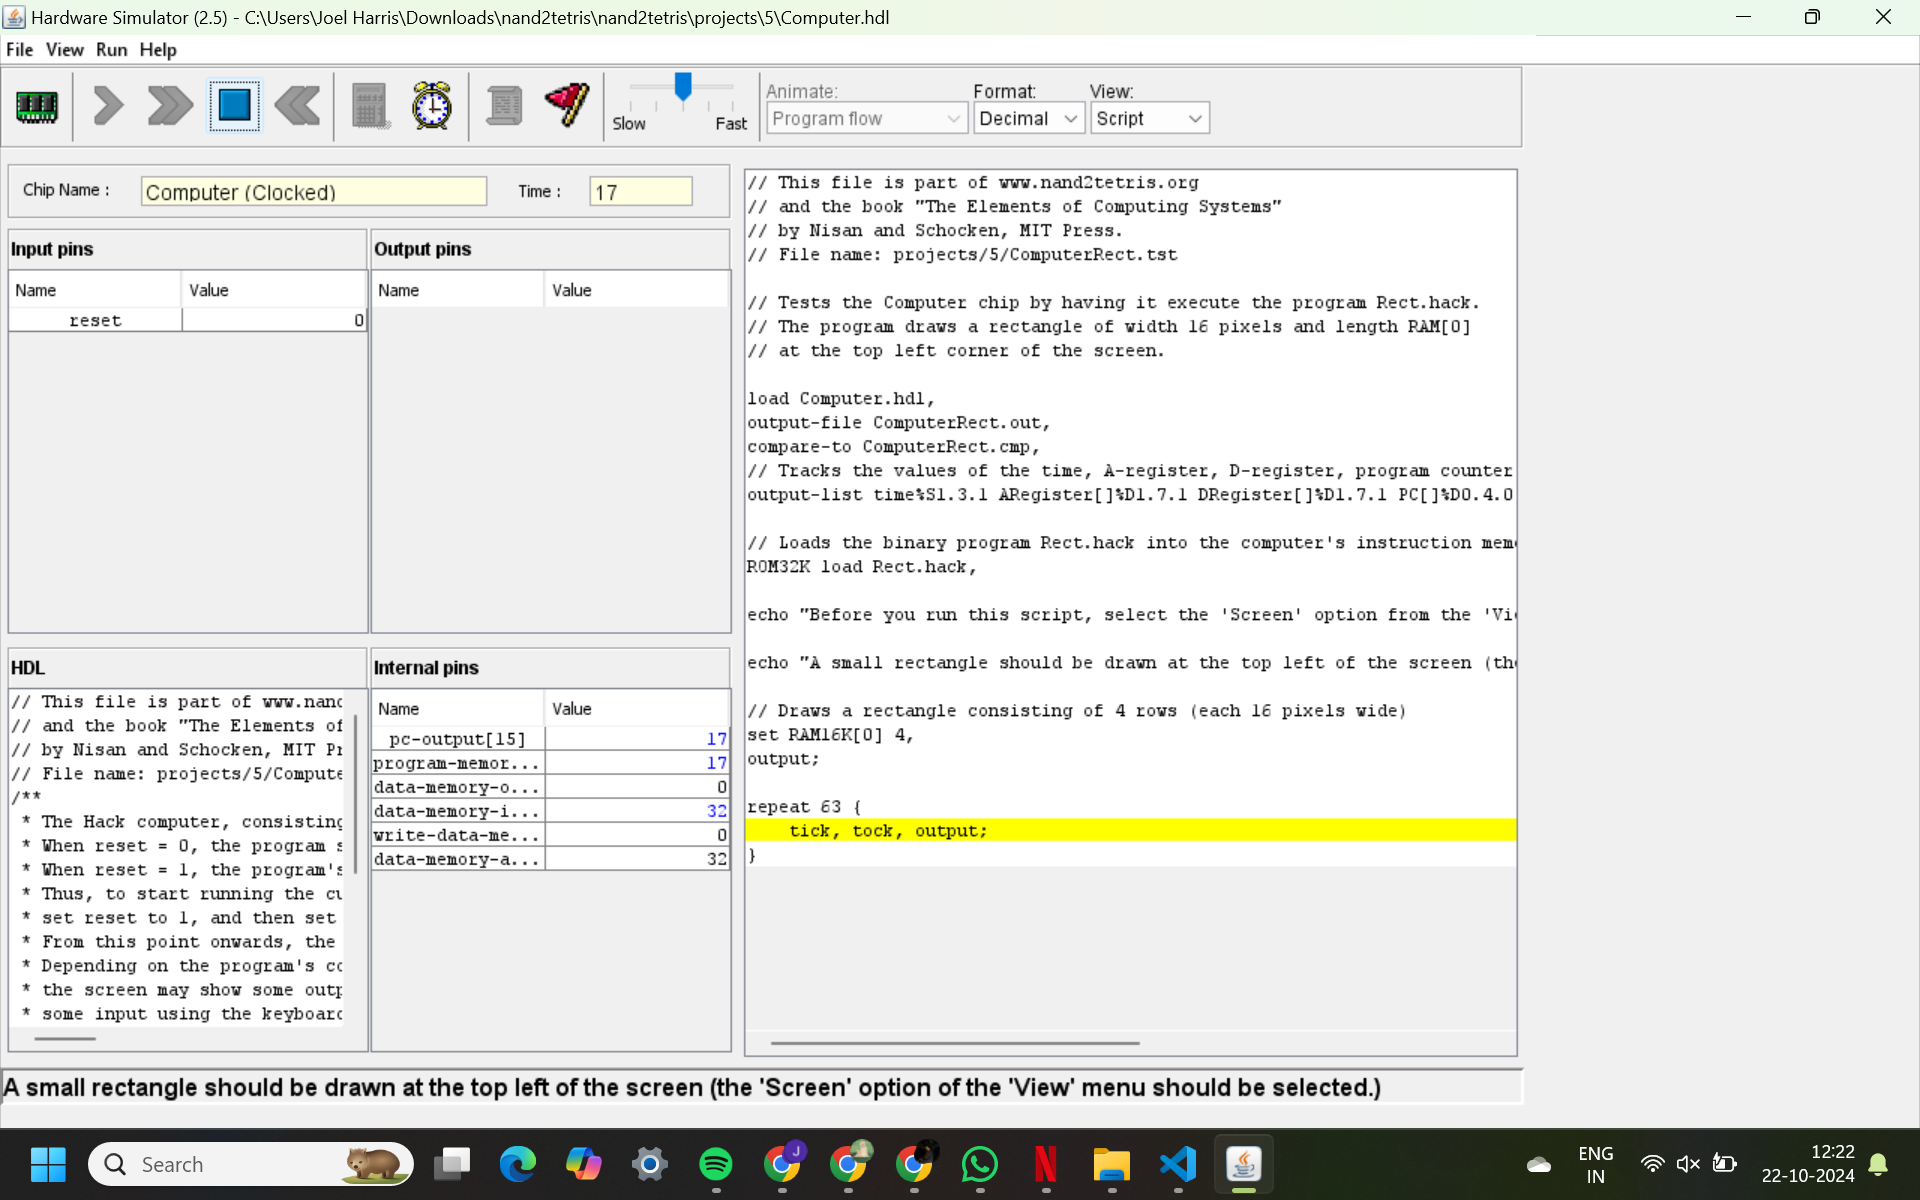 Hardware Simulator (2.5) - C:\Users\Joel Harris\Downloads\nand2tetris\nand2tetris\projects\5\Computer.hdl
File View Run Help
Slow Fast
Animate:
Program flow
Format:
Decimal
View:
Script
Chip Name :
Computer (Clocked)
Time :
17
Input pins
Name Value
reset 0
Output pins
Name Value
HDL
// This file is part of www.nand
// and the book "The Elements of
// by Nisan and Schocken, MIT Pr
// File name: projects/5/Compute
/**
* The Hack computer, consisting
* When reset = 0, the program s
* When reset = 1, the program's
* Thus, to start running the cu
* set reset to 1, and then set
* From this point onwards, the
* Depending on the program's co
* the screen may show some outp
* some input using the keyboard
Internal pins
Name Value
pc-output[15] 17
program-memor... 17
data-memory-o... 0
data-memory-i... 32
write-data-me... 0
data-memory-a... 32
// This file is part of www.nand2tetris.org
// and the book "The Elements of Computing Systems"
// by Nisan and Schocken, MIT Press.
// File name: projects/5/ComputerRect.tst
// Tests the Computer chip by having it execute the program Rect.hack.
// The program draws a rectangle of width 16 pixels and length RAM[0]
// at the top left corner of the screen.
load Computer.hdl,
output-file ComputerRect.out,
compare-to ComputerRect.cmp,
// Tracks the values of the time, A-register, D-register, program counter
output-list time%S1.3.1 ARegister[]%D1.7.1 DRegister[]%D1.7.1 PC[]%D0.4.0
// Loads the binary program Rect.hack into the computer's instruction mem
ROM32K load Rect.hack,
echo "Before you run this script, select the 'Screen' option from the 'Vi
echo "A small rectangle should be drawn at the top left of the screen (th
// Draws a rectangle consisting of 4 rows (each 16 pixels wide)
set RAM16K[0] 4,
output;
repeat 63 {
tick, tock, output;
}
A small rectangle should be drawn at the top left of the screen (the 'Screen' option of the 'View' menu should be selected.)
Search
J
ENG
IN
12:22
22-10-2024